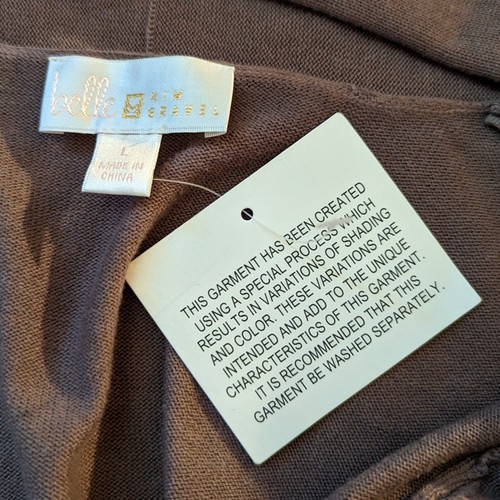 belle
KIM
GRAVEL
L
MADE IN
CHINA
THIS GARMENT HAS BEEN CREATED
USING A SPECIAL PROCESS WHICH
RESULTS IN VARIATIONS OF SHADING
AND COLOR. THESE VARIATIONS ARE
INTENDED AND ADD TO THE UNIQUE
CHARACTERISTICS OF THIS GARMENT.
IT IS RECOMMENDED THAT THIS
GARMENT BE WASHED SEPARATELY.